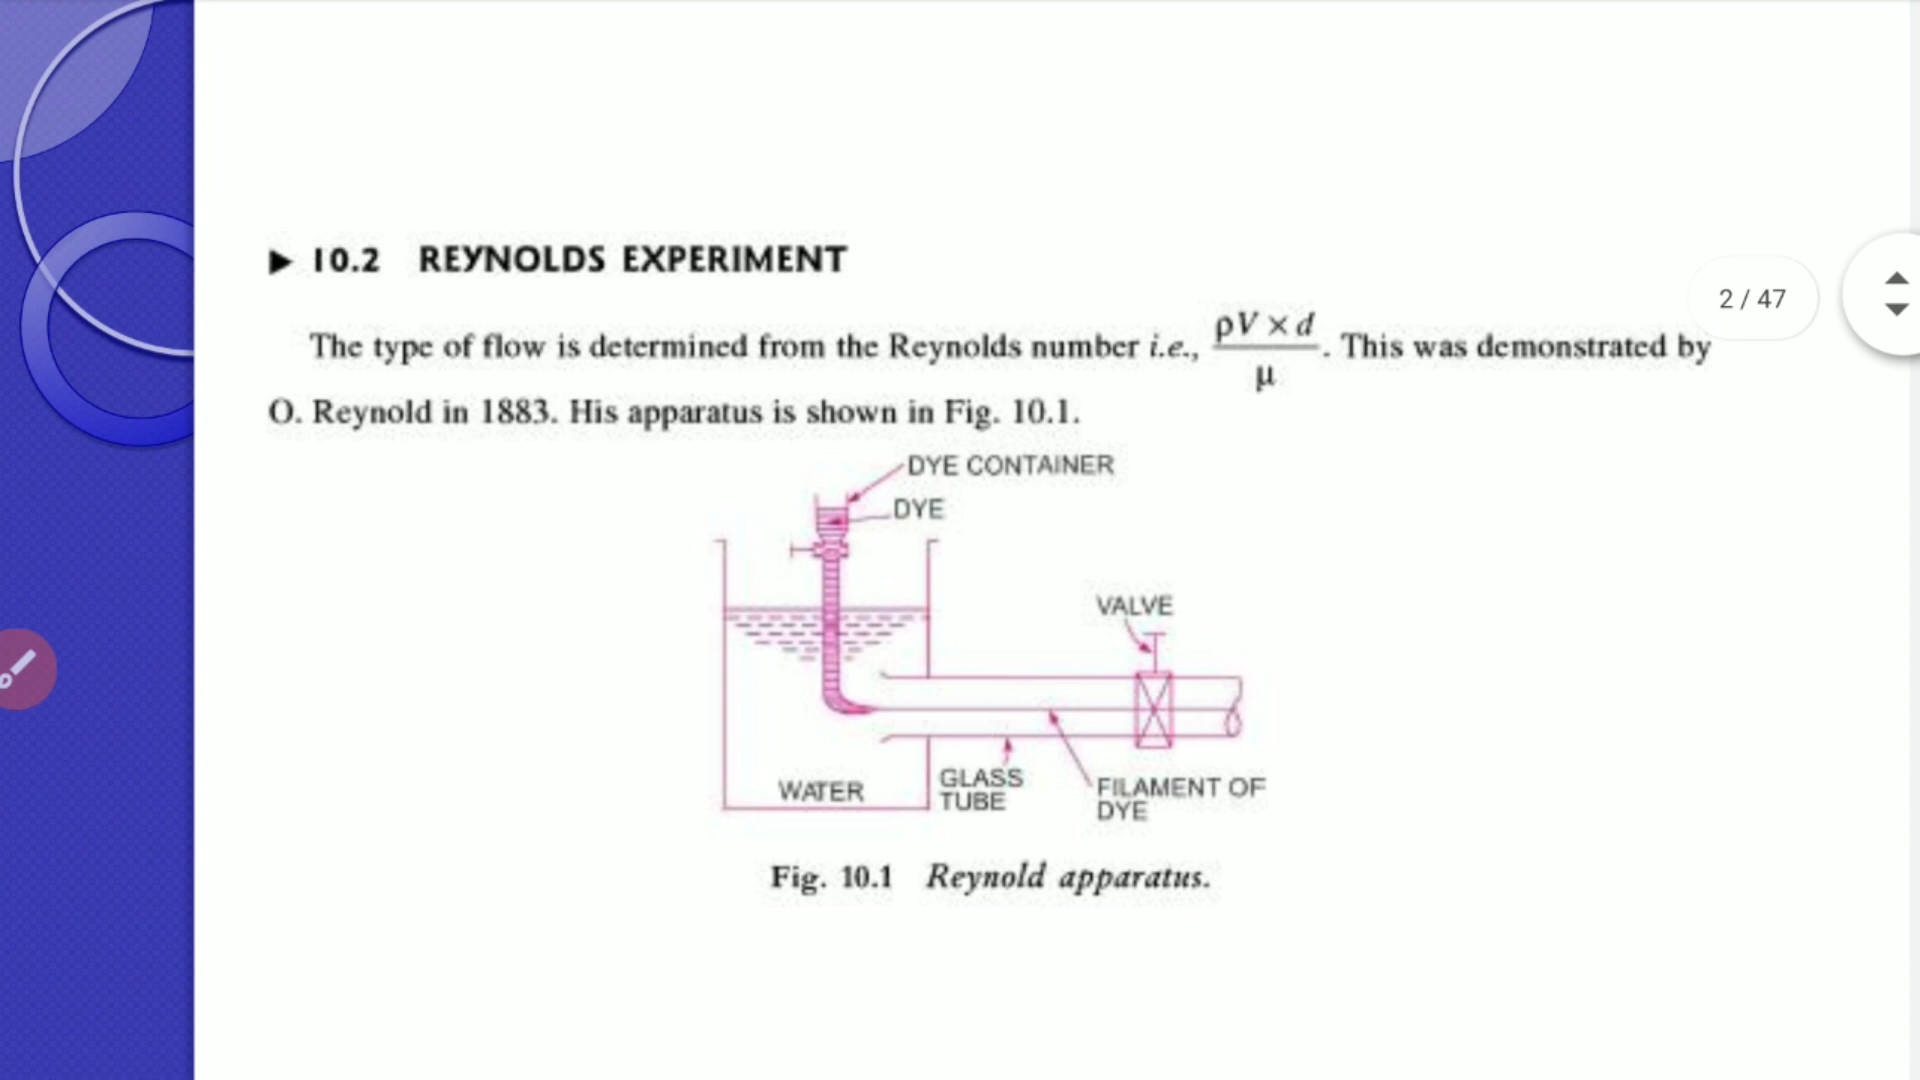 ▶ 10.2 REYNOLDS EXPERIMENT
2 / 47
The type of flow is determined from the Reynolds number i.e., ρV × d / μ . This was demonstrated by
O. Reynold in 1883. His apparatus is shown in Fig. 10.1.
DYE CONTAINER
DYE
VALVE
WATER
GLASS
TUBE
FILAMENT OF
DYE
Fig. 10.1 Reynold apparatus.